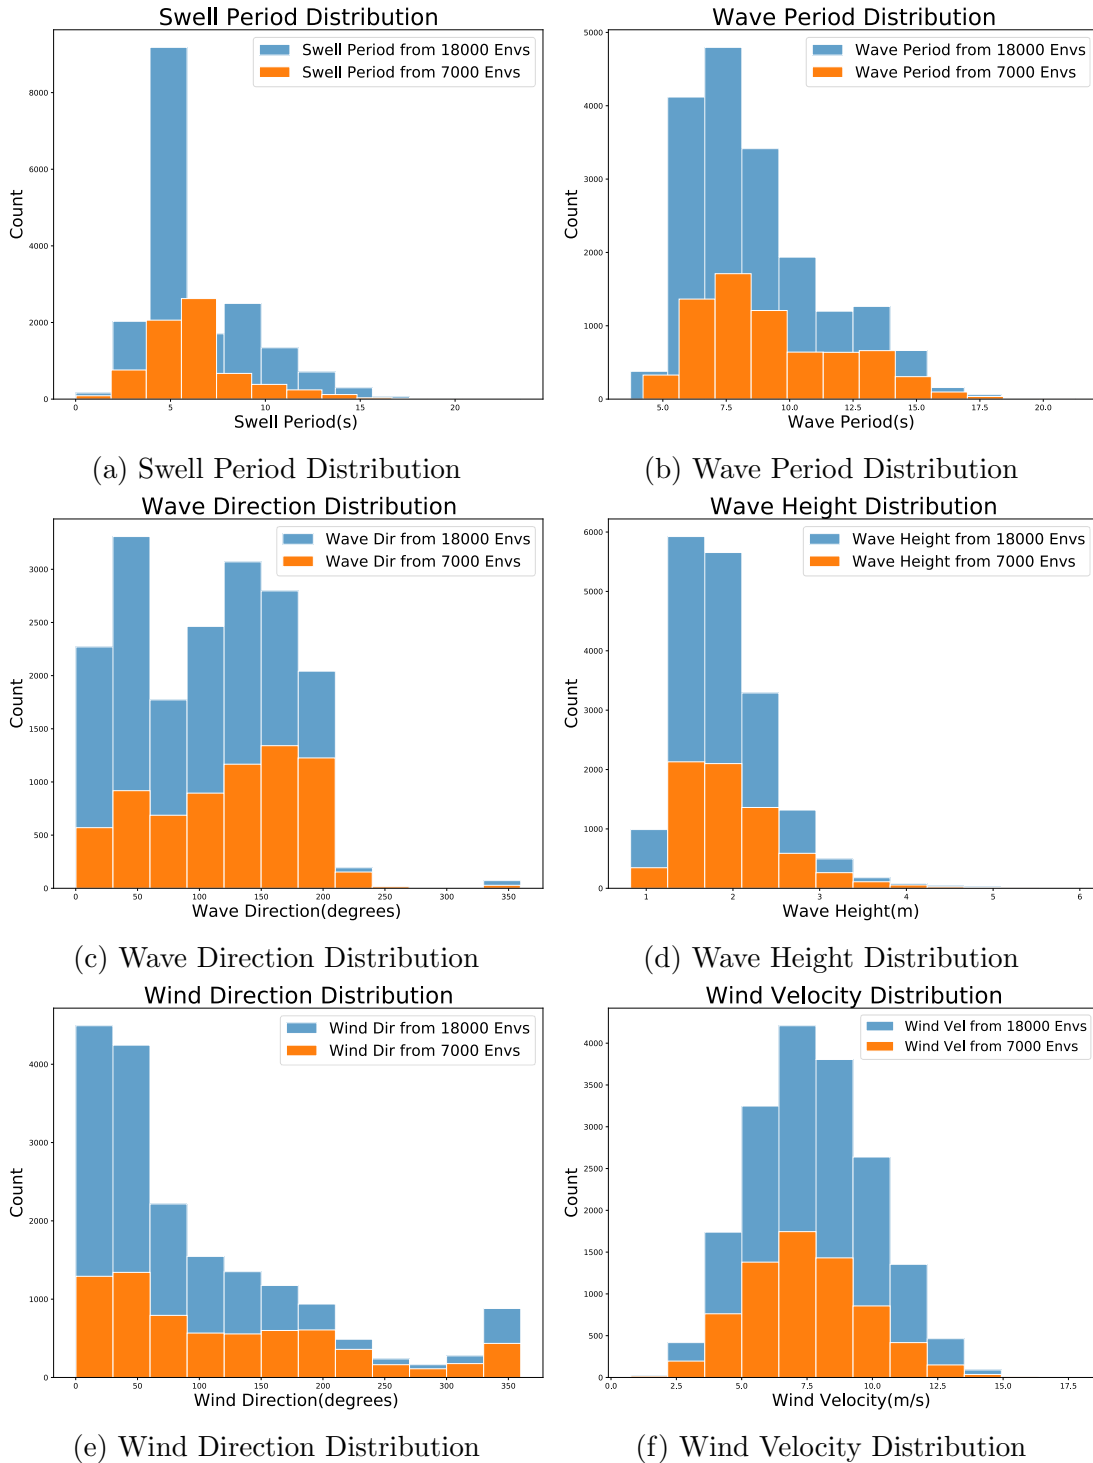 Swell Period Distribution
Swell Period from 18000 Envs
Swell Period from 7000 Envs
Count
8000
6000
4000
2000
0
0 5 10 15 20
Swell Period(s)
(a) Swell Period Distribution
Wave Period Distribution
Wave Period from 18000 Envs
Wave Period from 7000 Envs
Count
5000
4000
3000
2000
1000
0
5.0 7.5 10.0 12.5 15.0 17.5 20.0
Wave Period(s)
(b) Wave Period Distribution
Wave Direction Distribution
Wave Dir from 18000 Envs
Wave Dir from 7000 Envs
Count
3000
2500
2000
1500
1000
500
0
0 50 100 150 200 250 300 350
Wave Direction(degrees)
(c) Wave Direction Distribution
Wave Height Distribution
Wave Height from 18000 Envs
Wave Height from 7000 Envs
Count
6000
5000
4000
3000
2000
1000
0
1 2 3 4 5 6
Wave Height(m)
(d) Wave Height Distribution
Wind Direction Distribution
Wind Dir from 18000 Envs
Wind Dir from 7000 Envs
Count
4000
3000
2000
1000
0
0 50 100 150 200 250 300 350
Wind Direction(degrees)
(e) Wind Direction Distribution
Wind Velocity Distribution
Wind Vel from 18000 Envs
Wind Vel from 7000 Envs
Count
4000
3500
3000
2500
2000
1500
1000
500
0
0.0 2.5 5.0 7.5 10.0 12.5 15.0 17.5
Wind Velocity(m/s)
(f) Wind Velocity Distribution